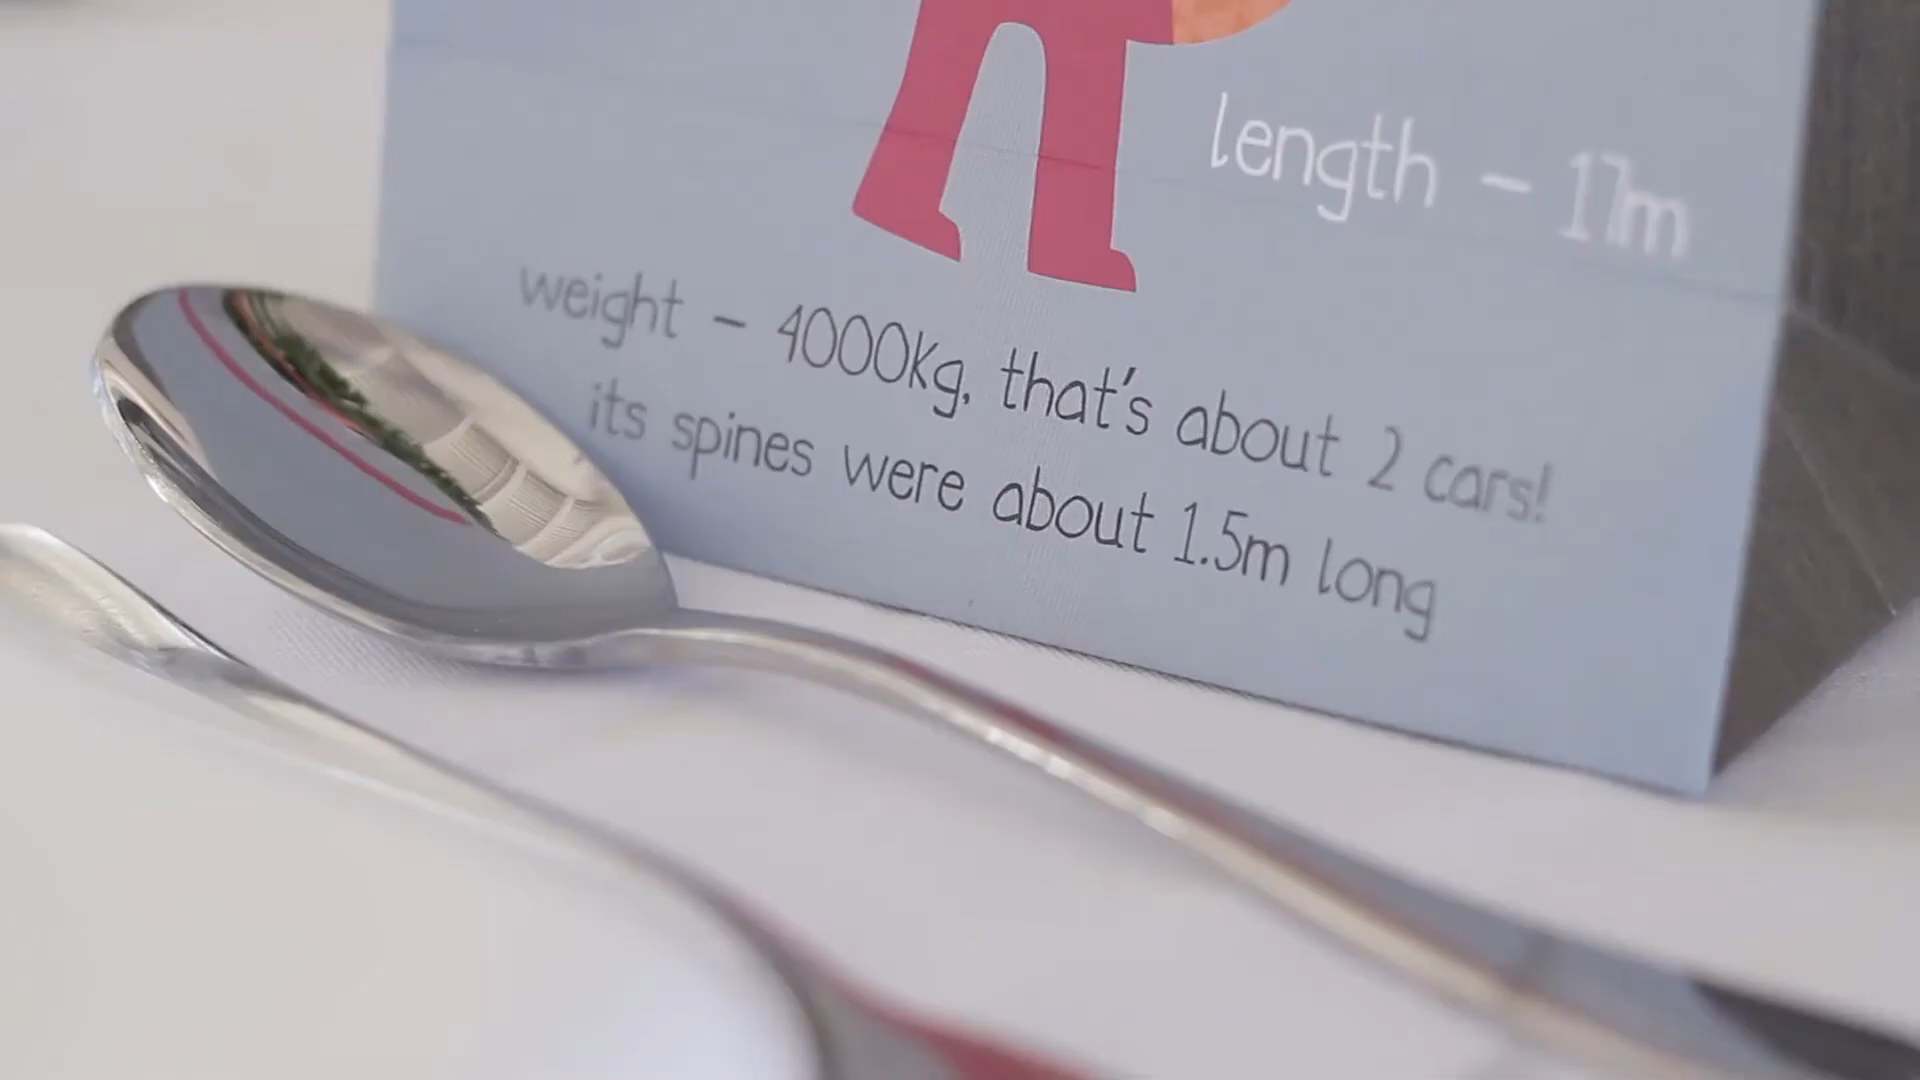 length - 17m
weight - 4000kg, that's about 2 cars!
its spines were about 1.5m long